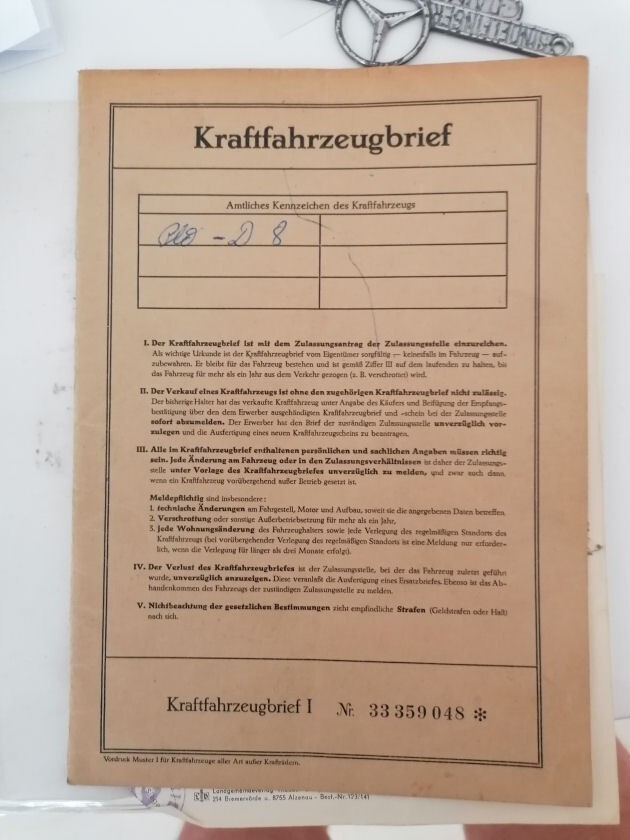 Kraftfahrzeugbrief
Amtliches Kennzeichen des Kraftfahrzeugs
- D 8
I. Der Kraftfahrzeugbrief ist mit dem Zulassungsantrag der Zulassungsstelle einzureichen.
Als wichtige Urkunde ist der Kraftfahrzeugbrief vom Eigentümer sorgfältig — keinesfalls im Fahrzeug — auf-
zubewahren. Er bleibt für das Fahrzeug bestehen und ist gemäß Ziffer III auf dem laufenden zu halten, bis
das Fahrzeug für mehr als ein Jahr aus dem Verkehr gezogen (z. B. verschrottet) wird.
II. Der Verkauf eines Kraftfahrzeugs ist ohne den zugehörigen Kraftfahrzeugbrief nicht zulässig.
Der bisherige Halter hat das verkaufte Kraftfahrzeug unter Angabe des Käufers und Beifügung der Empfangs-
bestätigung über den dem Erwerber ausgehändigten Kraftfahrzeugbrief und -schein bei der Zulassungsstelle
sofort abzumelden. Der Erwerber hat den Brief der zuständigen Zulassungsstelle unverzüglich vor-
zulegen und die Ausfertigung eines neuen Kraftfahrzeugscheins zu beantragen.
III. Alle im Kraftfahrzeugbrief enthaltenen persönlichen und sachlichen Angaben müssen richtig
sein. Jede Änderung am Fahrzeug oder in den Zulassungsverhältnissen ist daher der Zulassungs-
stelle unter Vorlage des Kraftfahrzeugbriefes unverzüglich zu melden, und zwar auch dann,
wenn ein Kraftfahrzeug vorübergehend außer Betrieb gesetzt ist.
Meldepflichtig sind insbesondere:
1. technische Änderungen am Fahrgestell, Motor und Aufbau, soweit sie die angegebenen Daten betreffen,
2. Verschrottung oder sonstige Außerbetriebsetzung für mehr als ein Jahr,
3. jede Wohnungsänderung des Fahrzeughalters sowie jede Verlegung des regelmäßigen Standorts des
Kraftfahrzeugs (bei vorübergehender Verlegung des regelmäßigen Standorts ist eine Meldung nur erforder-
lich, wenn die Verlegung für länger als drei Monate erfolgt).
IV. Der Verlust des Kraftfahrzeugbriefes ist der Zulassungsstelle, bei der das Fahrzeug zuletzt geführt
wurde, unverzüglich anzuzeigen. Diese veranlaßt die Ausfertigung eines Ersatzbriefes. Ebenso ist das Ab-
handenkommen des Fahrzeugs der zuständigen Zulassungsstelle zu melden.
V. Nichtbeachtung der gesetzlichen Bestimmungen zieht empfindliche Strafen (Geldstrafen oder Haft)
nach sich.
Kraftfahrzeugbrief I Nr. 33 359 048 *
Vordruck Muster I für Kraftfahrzeuge aller Art außer Krafträdern.
Landgemeindeverlag
214 Bremervörde u. 8755 Alzenau - Best.-Nr. 123/141